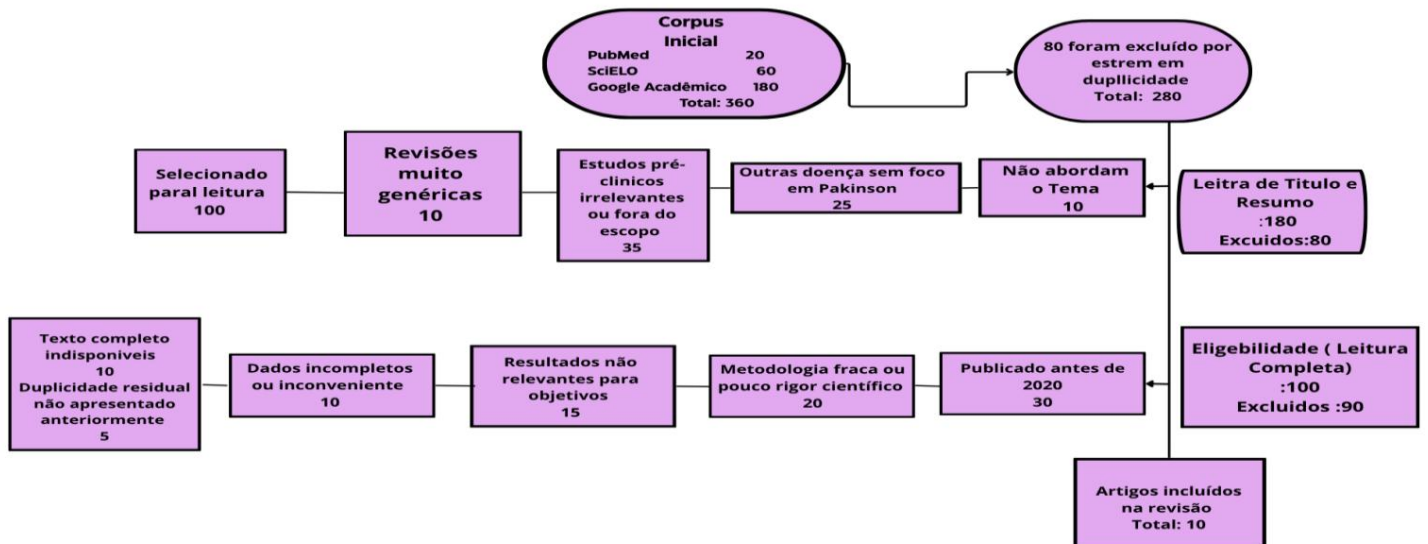 Corpus
Inicial
PubMed 20
SciELO 60
Google Acadêmico 180
Total: 360
80 foram excluído por
estrem em
dupllicidade
Total: 280
Selecionado
paral leitura
100
Revisões
muito
genéricas
10
Estudos pré-
clinicos
irrelevantes
ou fora do
escopo
35
Outras doença sem foco
em Pakinson
25
Não abordam
o Tema
10
Leitra de Titulo e
Resumo
:180
Excuidos:80
Texto completo
indisponiveis
10
Duplicidade residual
não apresentado
anteriormente
5
Dados incompletos
ou inconveniente
10
Resultados não
relevantes para
objetivos
15
Metodologia fraca ou
pouco rigor científico
20
Publicado antes de
2020
30
Eligebilidade ( Leitura
Completa)
:100
Excluidos :90
Artigos incluídos
na revisão
Total: 10